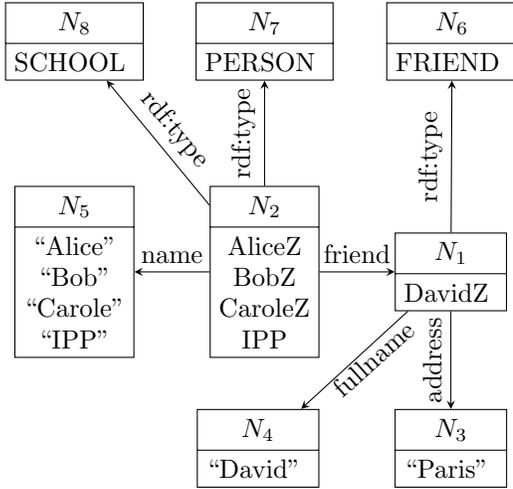 N8
SCHOOL
N7
PERSON
N6
FRIEND
rdf:type
rdf:type
rdf:type
N5
“Alice”
“Bob”
“Carole”
“IPP”
name
N2
AliceZ
BobZ
CaroleZ
IPP
friend
N1
DavidZ
fullname
address
N4
“David”
N3
“Paris”